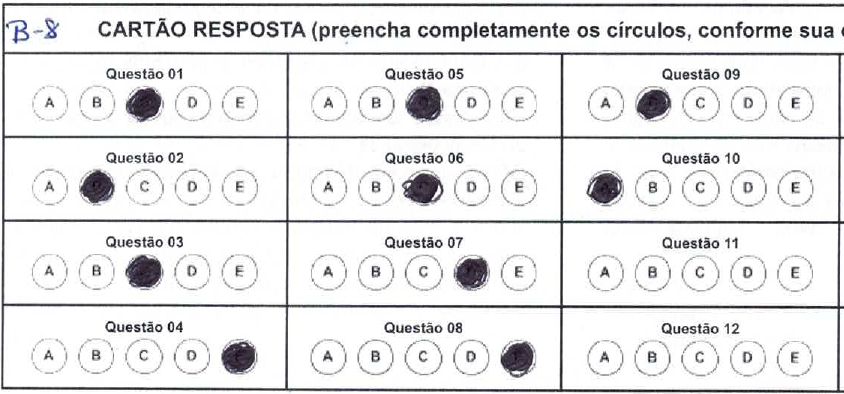 B-8 CARTÃO RESPOSTA (preencha completamente os círculos, conforme sua
Questão 01 Questão 05 Questão 09
A B D E A B D E A C D E
Questão 02 Questão 06 Questão 10
A C D E A B D E B C D E
Questão 03 Questão 07 Questão 11
A B D E A B C E A B C D E
Questão 04 Questão 08 Questão 12
A B C D A B C D A B C D E